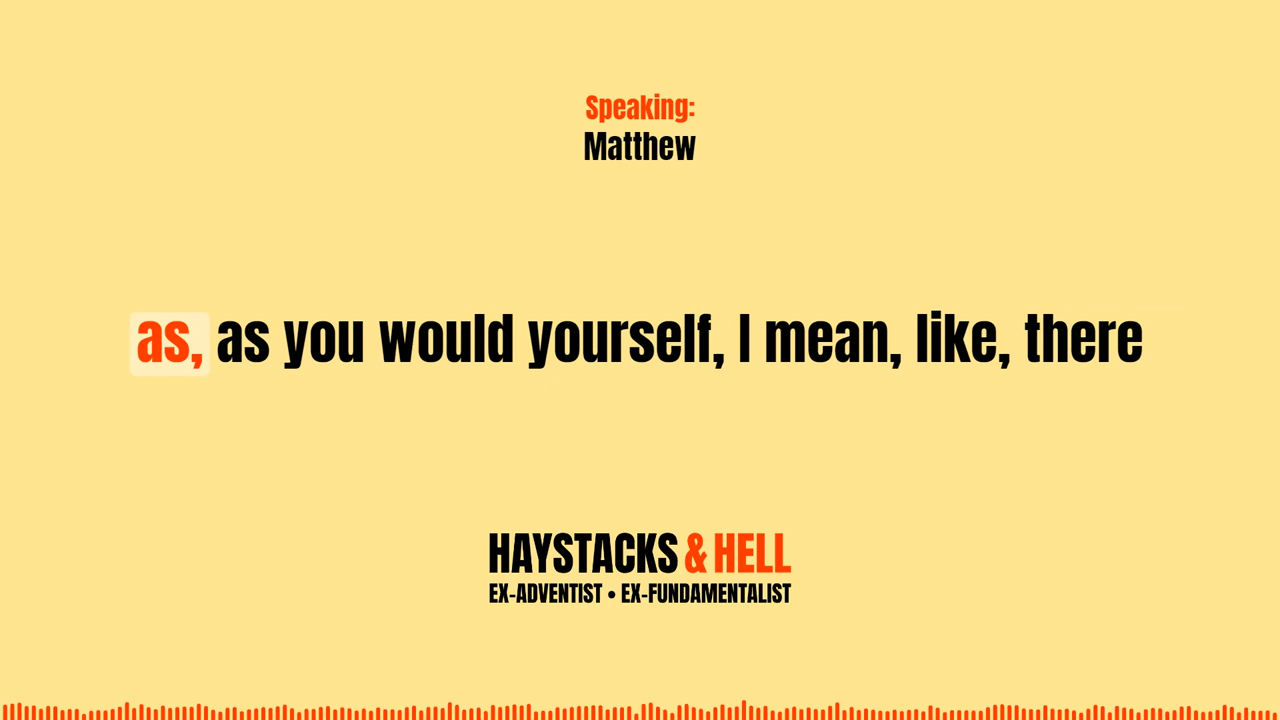 Speaking:
Matthew
as, as you would yourself, I mean, like, there
HAYSTACKS & HELL
EX-ADVENTIST • EX-FUNDAMENTALIST